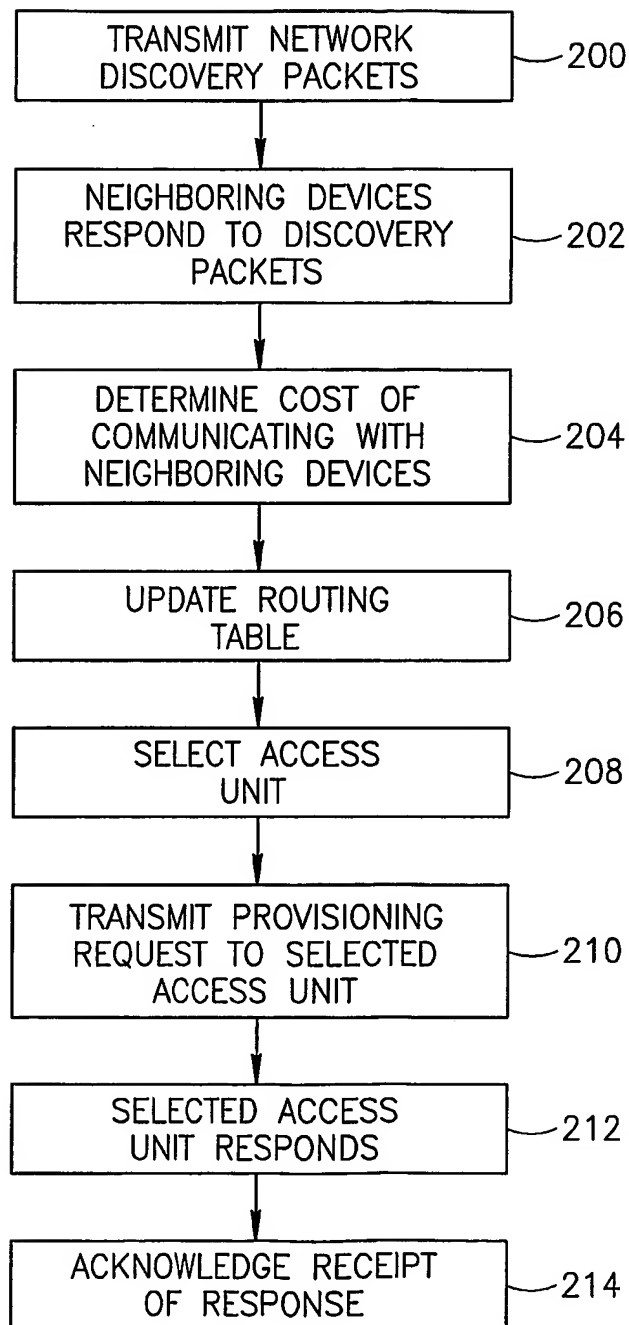 TRANSMIT NETWORK
DISCOVERY PACKETS
200
NEIGHBORING DEVICES
RESPOND TO DISCOVERY
PACKETS
202
DETERMINE COST OF
COMMUNICATING WITH
NEIGHBORING DEVICES
204
UPDATE ROUTING
TABLE
206
SELECT ACCESS
UNIT
208
TRANSMIT PROVISIONING
REQUEST TO SELECTED
ACCESS UNIT
210
SELECTED ACCESS
UNIT RESPONDS
212
ACKNOWLEDGE RECEIPT
OF RESPONSE
214